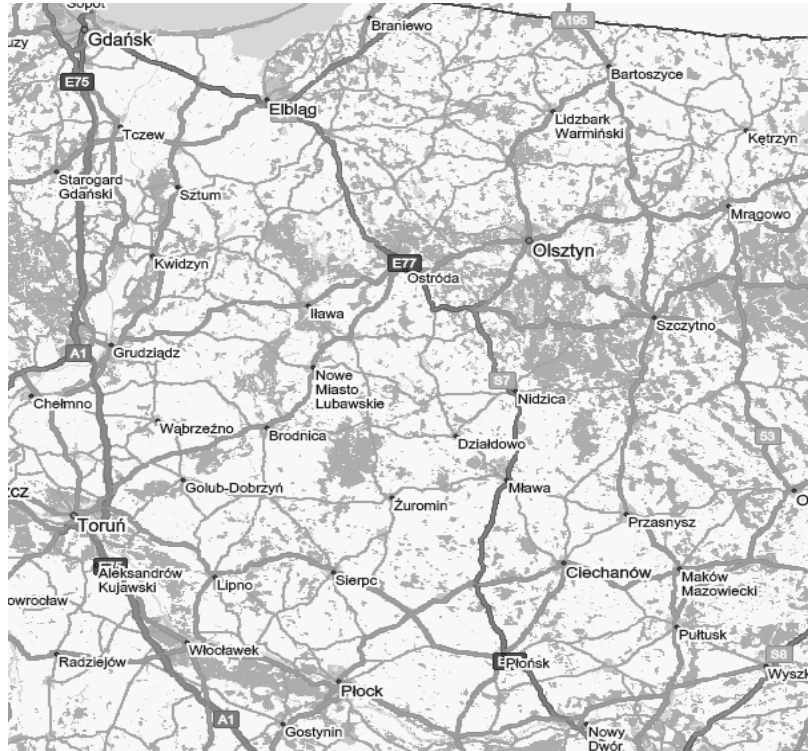 Sopot
Braniewo
A195
Gdańsk
E75
Bartoszyce
Elbląg
Lidzbark
Warmiński
Tczew
Kętrzyn
Starogard
Gdański
Sztum
Mrągowo
Kwidzyn
Olsztyn
E77
Ostróda
Iława
Szczytno
A1
Grudziądz
Nowe
Miasto
Lubawskie
S7
Nidzica
Chełmno
Wąbrzeźno
Brodnica
Działdowo
53
Golub-Dobrzyń
Mława
Żuromin
Toruń
Przasnysz
Aleksandrów
Kujawski
Lipno
Sierpc
Ciechanów
Maków
Mazowiecki
Pułtusk
Radziejów
Włocławek
Płońsk
S8
Płock
A1
Gostynin
Nowy
Dwór